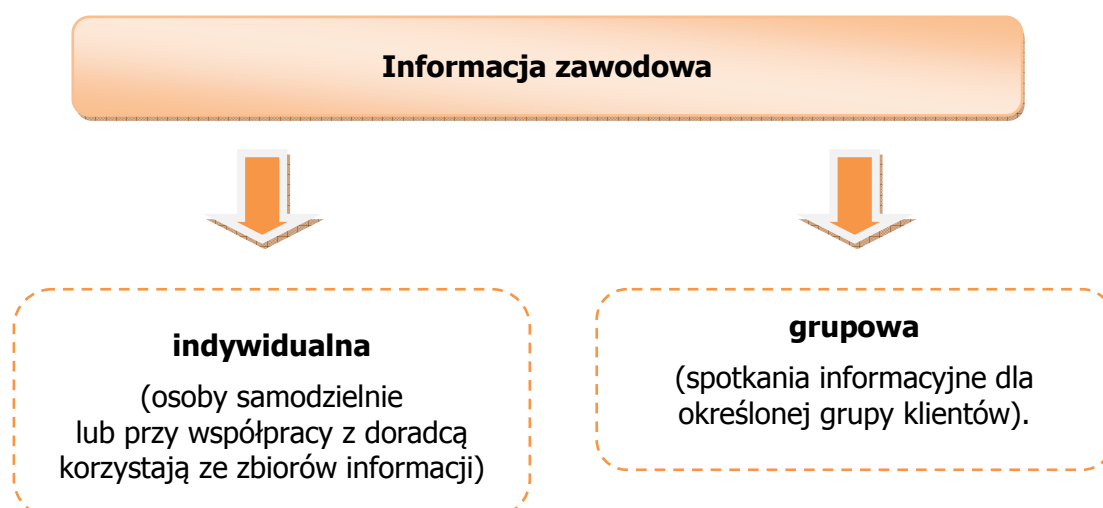 Informacja zawodowa
indywidualna
(osoby samodzielnie
lub przy współpracy z doradcą
korzystają ze zbiorów informacji)
grupowa
(spotkania informacyjne dla
określonej grupy klientów).